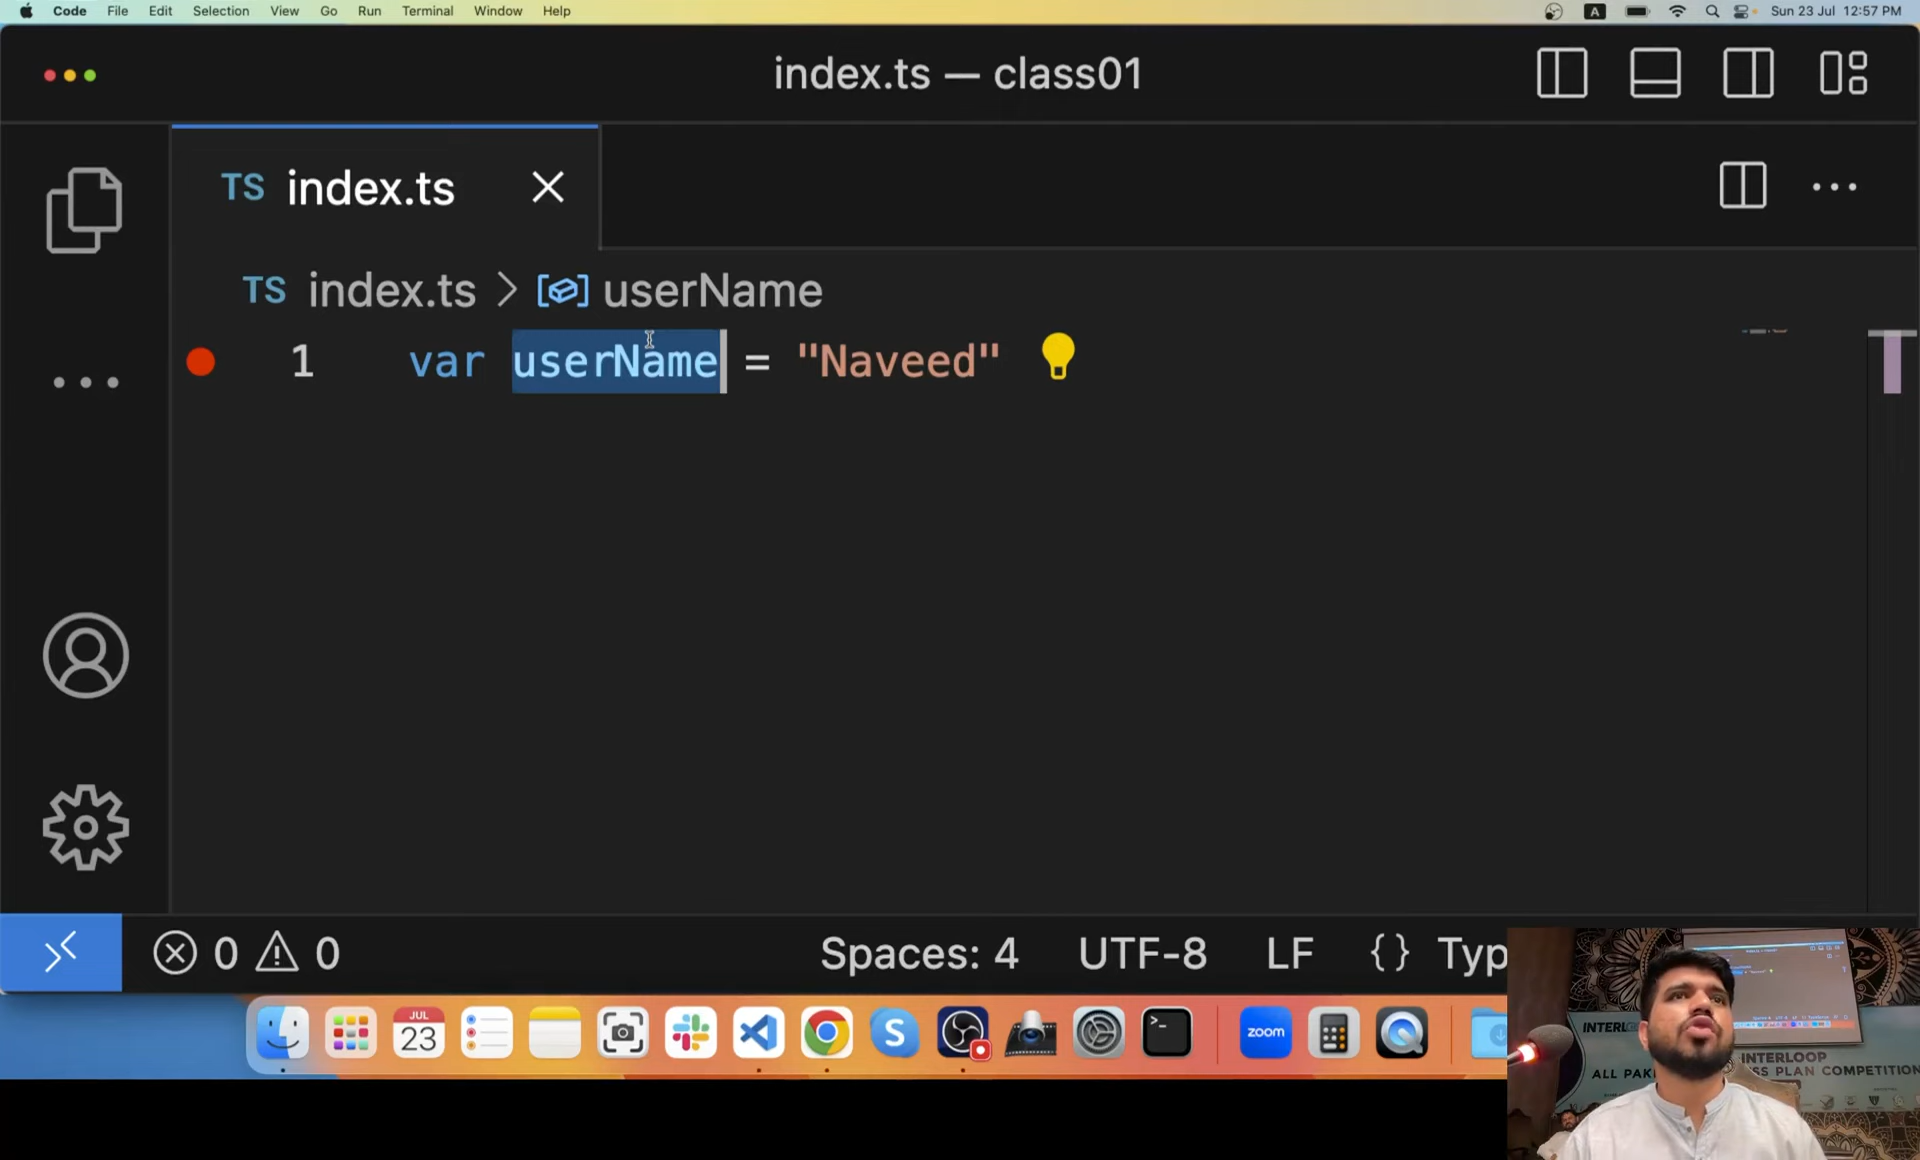 Code File Edit Selection View Go Run Terminal Window Help A Sun 23 Jul 12:57 PM
index.ts — class01
TS index.ts
TS index.ts > userName
1 var userName = "Naveed"
0 0 Spaces: 4 UTF-8 LF {} Typ
JUL
23
S
>_
zoom
INTERL
ALL PAK
INTERLOOP
SS PLAN COMPETITION